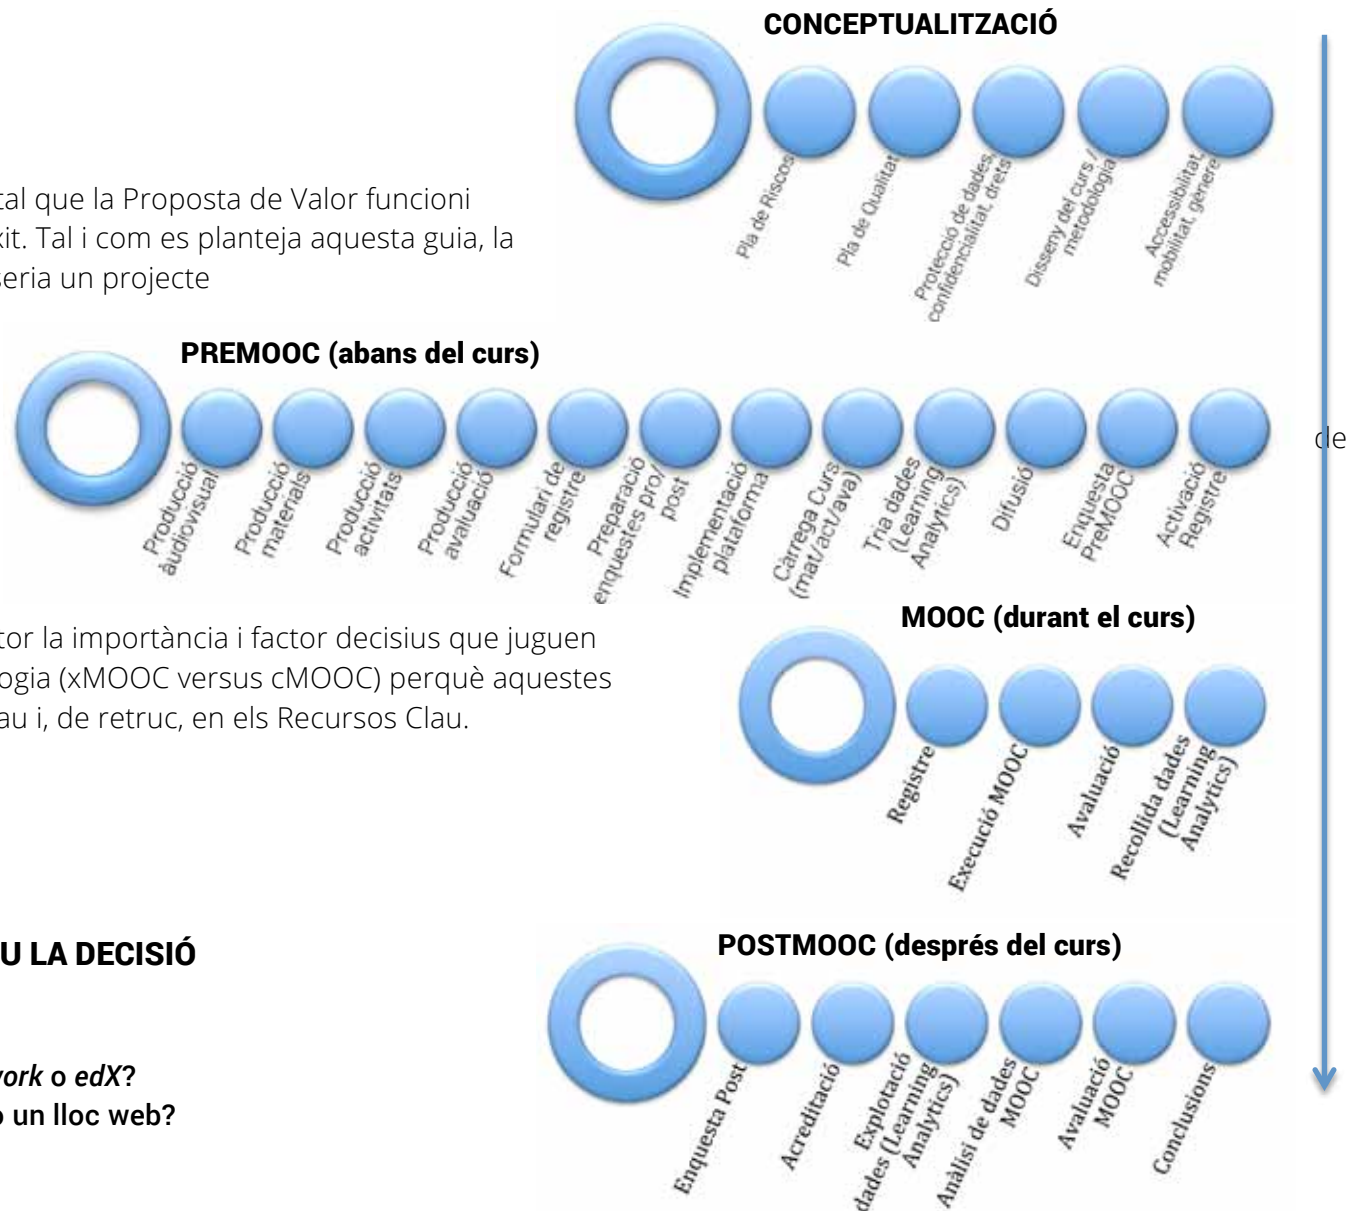 CONCEPTUALITZACIÓ
Pla de Riscos
Pla de Qualitat
Protecció de dades,
confidencialitat, drets
Disseny del curs /
metodologia
Accessibilitat,
mobilitat, gènere
tal que la Proposta de Valor funcioni
xit. Tal i com es planteja aquesta guia, la
seria un projecte
de
PREMOOC (abans del curs)
Producció
àudiovisual
Producció
materials
Producció
activitats
Producció
avaluació
Formulari de
registre
Preparació
enquestes pro/
post
Implementació
plataforma
Càrrega Curs
(mat/act/ava)
Tria dades
(Learning
Analytics)
Difusió
Enquesta
PreMOOC
Activació
Registre
tor la importància i factor decisius que juguen
logia (xMOOC versus cMOOC) perquè aquestes
au i, de retruc, en els Recursos Clau.
MOOC (durant el curs)
Registre
Execució MOOC
Avaluació
Recollida dades
(Learning
Analytics)
U LA DECISIÓ
work o edX?
o un lloc web?
POSTMOOC (després del curs)
Enquesta Post
Acreditació
Explotació
dades (Learning
Analytics)
Anàlisi de dades
MOOC
Avaluació
MOOC
Conclusions